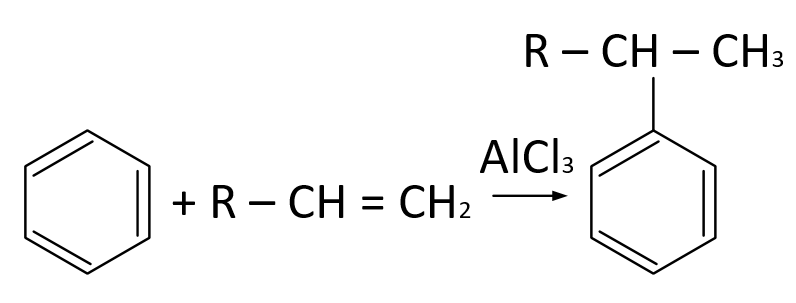 R – CH – CH₃
AlCl₃
+ R – CH = CH₂